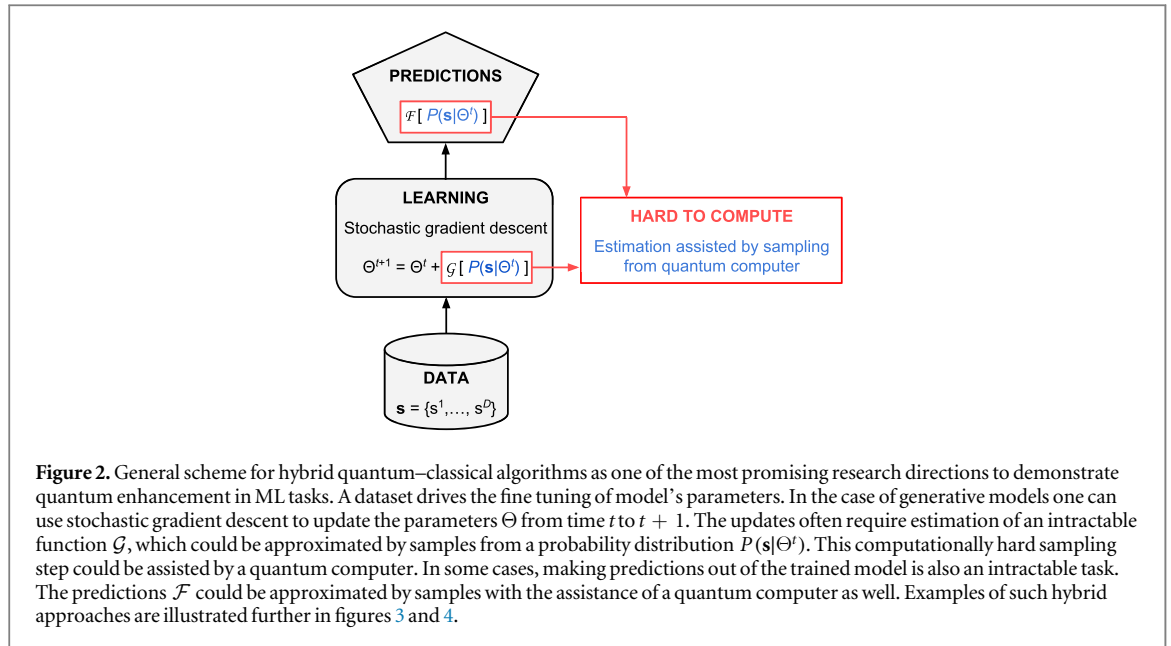 PREDICTIONS
ℱ[ P(s|Θᵗ) ]
LEARNING
Stochastic gradient descent
Θᵗ⁺¹ = Θᵗ + 𝒢[ P(s|Θᵗ) ]
HARD TO COMPUTE
Estimation assisted by sampling
from quantum computer
DATA
s = {s¹,…, sᴰ}
Figure 2. General scheme for hybrid quantum–classical algorithms as one of the most promising research directions to demonstrate
quantum enhancement in ML tasks. A dataset drives the fine tuning of model's parameters. In the case of generative models one can
use stochastic gradient descent to update the parameters Θ from time t to t + 1. The updates often require estimation of an intractable
function 𝒢, which could be approximated by samples from a probability distribution P(s|Θᵗ). This computationally hard sampling
step could be assisted by a quantum computer. In some cases, making predictions out of the trained model is also an intractable task.
The predictions ℱ could be approximated by samples with the assistance of a quantum computer as well. Examples of such hybrid
approaches are illustrated further in figures 3 and 4.